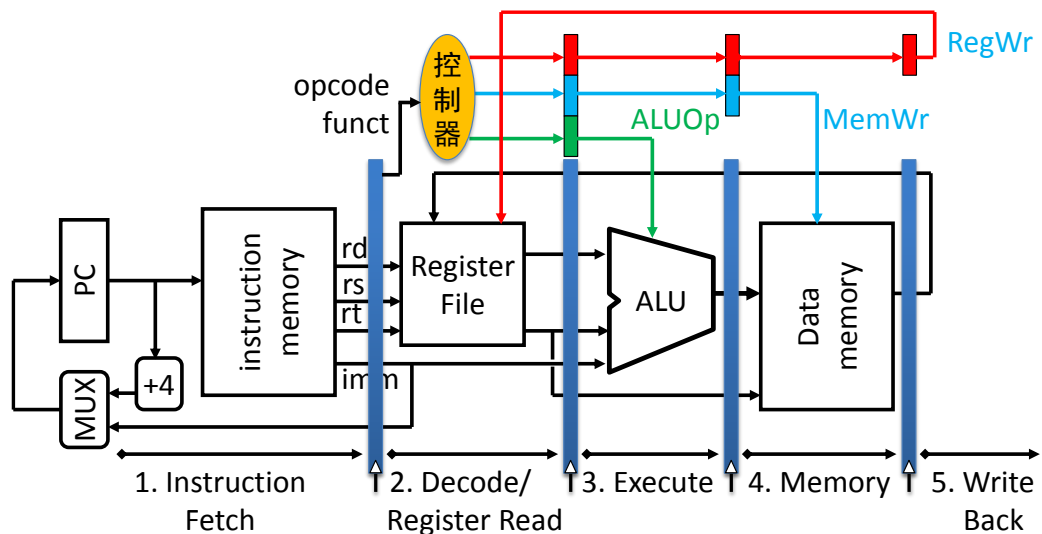 RegWr
控制器
opcode
funct
ALUOp
MemWr
PC
instruction
memory
rd
rs
rt
imm
Register
File
ALU
Data
memory
+4
MUX
1. Instruction
Fetch
2. Decode/
Register Read
3. Execute
4. Memory
5. Write
Back